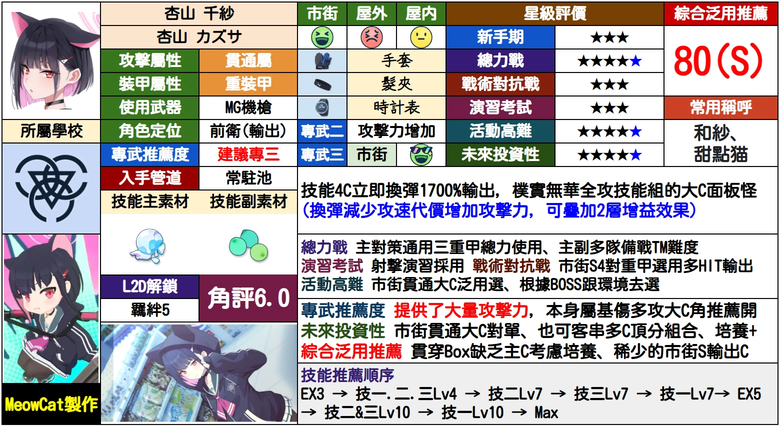 杏山 千紗
市街 屋外 屋內
星級評價
綜合泛用推薦
杏山 カズサ
新手期 ★★★
80(S)
攻擊屬性 貫通屬
手套
總力戰 ★★★★★
裝甲屬性 重裝甲
髮夾
戰術對抗戰 ★★★
使用武器 MG機槍
時計表
演習考試 ★★★
常用稱呼
所屬學校
角色定位 前衛(輸出)
專武二 攻擊力增加
活動高難 ★★★★★
和紗、
甜點猫
專武推薦度 建議專三
專武三 市街
未來投資性 ★★★★★
入手管道 常駐池
技能主素材 技能副素材
技能4C立即換彈1700%輸出，樸實無華全攻技能組的大C面板怪
(換彈減少攻速代價增加攻擊力，可疊加2層增益效果)
總力戰 主對策通用三重甲總力使用、主副多隊備戰TM難度
演習考試 射撃演習採用 戰術對抗戰 市街S4對重甲選用多HIT輸出
活動高難 市街貫通大C泛用選、根據BOSS跟環境去選
L2D解鎖
羈絆5
角評6.0
專武推薦度 提供了大量攻擊力，本身屬基傷多攻大C角推薦開
未來投資性 市街貫通大C對單、也可客串多C頂分組合、培養+
綜合泛用推薦 貫穿Box缺乏主C考慮培養、稀少的市街S輸出C
技能推薦順序
EX3 → 技一.二.三Lv4 → 技二Lv7 → 技三Lv7 → 技一Lv7→ EX5
→ 技二&三Lv10 → 技一Lv10 → Max
MeowCat製作